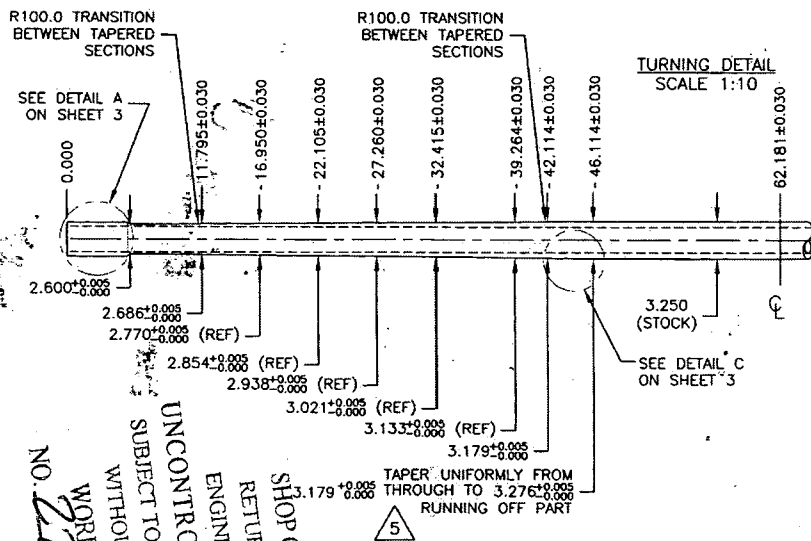 R100.0 TRANSITION
BETWEEN TAPERED
SECTIONS
R100.0 TRANSITION
BETWEEN TAPERED
SECTIONS
TURNING DETAIL
SCALE 1:10
SEE DETAIL A
ON SHEET 3
0.000
11.795±0.030
16.950±0.030
22.105±0.030
27.260±0.030
32.415±0.030
39.264±0.030
42.114±0.030
46.114±0.030
62.181±0.030
2.600+0.005 -0.000
2.686+0.005 -0.000
2.770+0.005 -0.000 (REF)
2.854+0.005 -0.000 (REF)
2.938+0.005 -0.000 (REF)
3.021+0.005 -0.000 (REF)
3.133+0.005 -0.000 (REF)
3.179+0.005 -0.000
3.250
(STOCK)
SEE DETAIL C
ON SHEET 3
TAPER UNIFORMLY FROM
3.179+0.005 0.000 THROUGH TO 3.276+0.005 -0.000
RUNNING OFF PART
5
SHOP
RETUR
ENGIN
UNCONTRO
SUBJECT TO
WITHOU
WOR
NO.